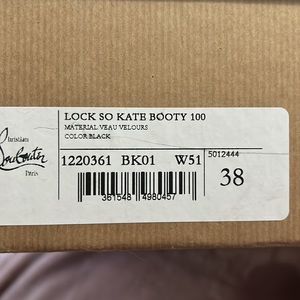 LOCK SO KATE BOOTY 100
MATERIAL VEAU VELOURS
COLOR BLACK
Christian
Louboutin
Paris
1220361 BK01 W51
5012444
38
361548 4980457